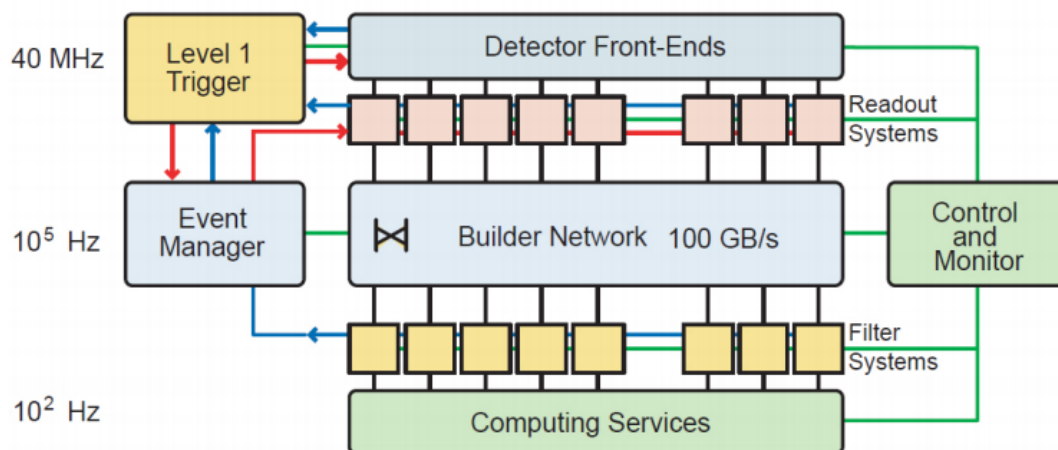 40 MHz
Level 1
Trigger
Detector Front-Ends
Readout
Systems
10⁵ Hz
Event
Manager
Builder Network 100 GB/s
Control
and
Monitor
Filter
Systems
10² Hz
Computing Services